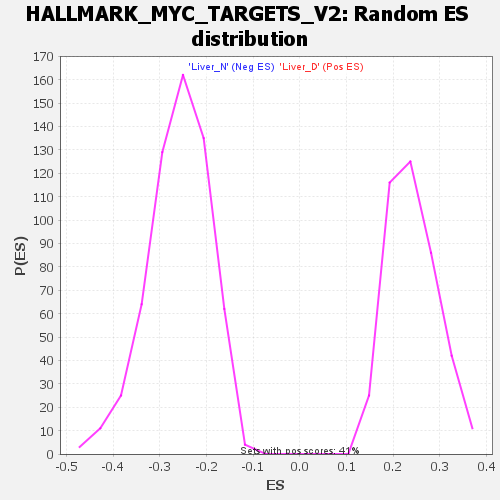 HALLMARK_MYC_TARGETS_V2: Random ES
distribution
'Liver_N' (Neg ES) 'Liver_D' (Pos ES)
170
160
150
140
130
120
110
100
90
80
70
60
50
40
30
20
10
0
P(ES)
Sets with pos scores: 41%
-0.5 -0.4 -0.3 -0.2 -0.1 0.0 0.1 0.2 0.3 0.4
ES